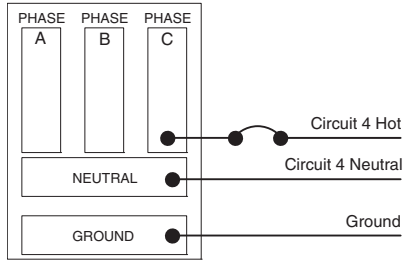 PHASE PHASE PHASE
A B C
Circuit 4 Hot
Circuit 4 Neutral
NEUTRAL
Ground
GROUND